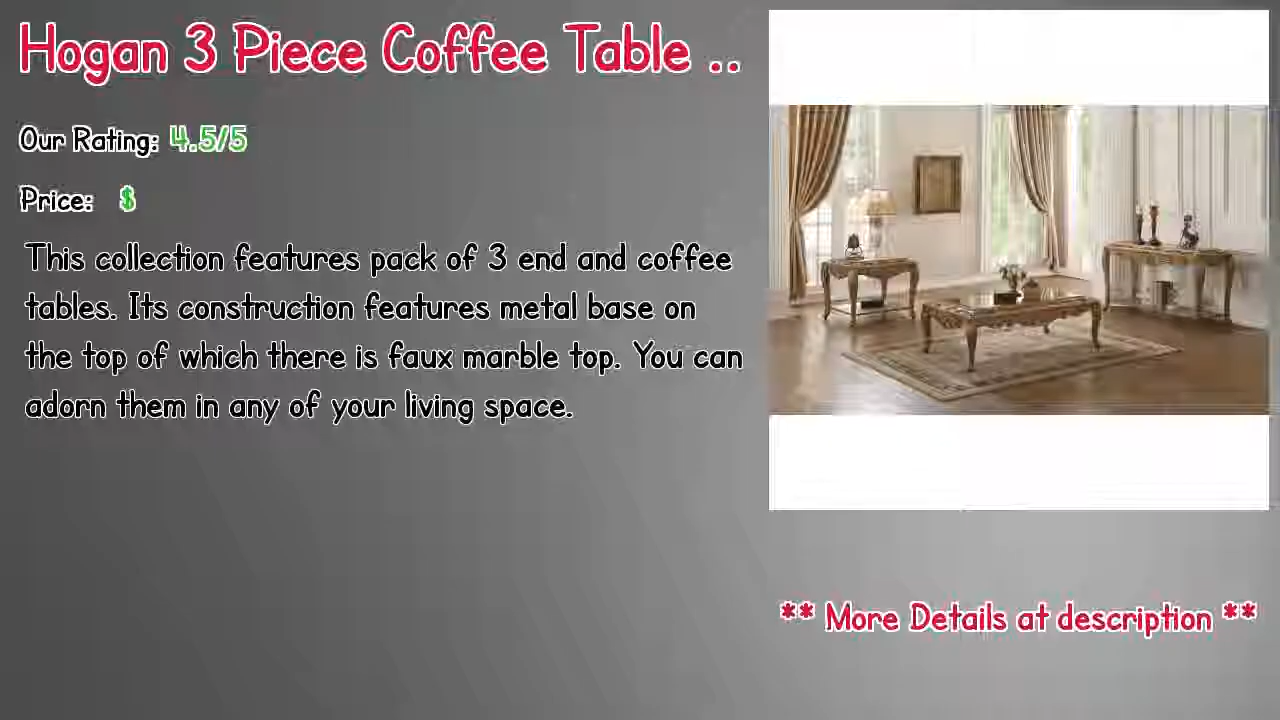 Hogan 3 Piece Coffee Table ..
Our Rating: 4.5/5
Price: $
This collection features pack of 3 end and coffee
tables. Its construction features metal base on
the top of which there is faux marble top. You can
adorn them in any of your living space.
** More Details at description **